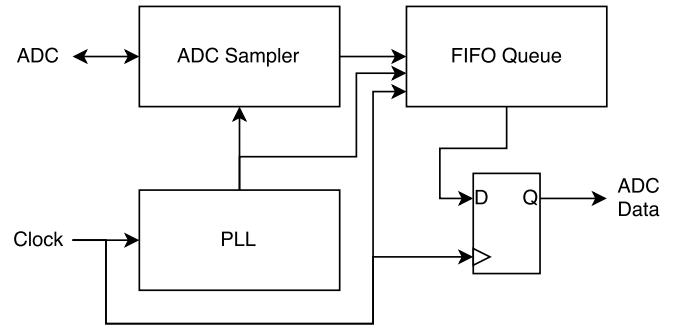 ADC
ADC Sampler
FIFO Queue
D
Q
ADC
Data
Clock
PLL